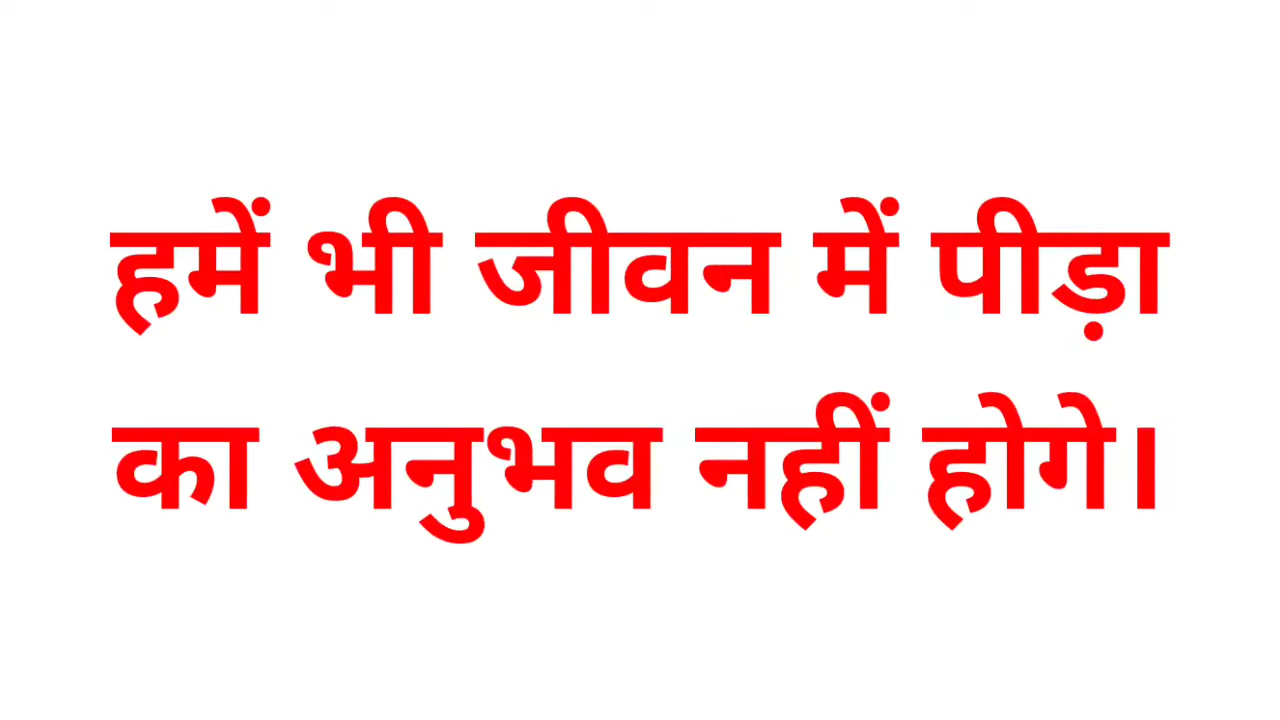 हमें भी जीवन में पीड़ा
का अनुभव नहीं होगे।